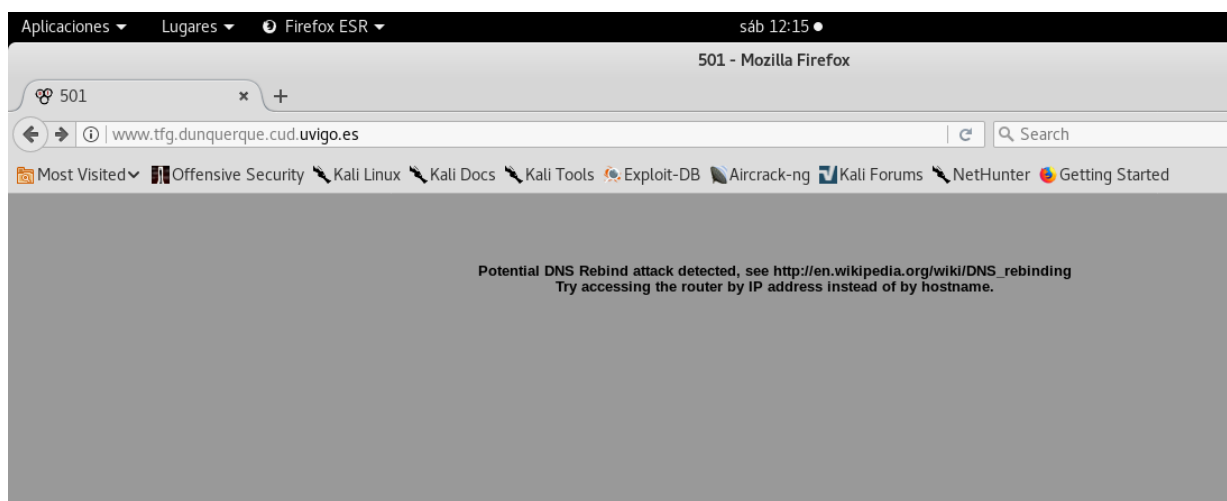 Aplicaciones Lugares Firefox ESR sáb 12:15
501 - Mozilla Firefox
501
www.tfg.dunquerque.cud.uvigo.es Search
Most Visited Offensive Security Kali Linux Kali Docs Kali Tools Exploit-DB Aircrack-ng Kali Forums NetHunter Getting Started
Potential DNS Rebind attack detected, see http://en.wikipedia.org/wiki/DNS_rebinding
Try accessing the router by IP address instead of by hostname.